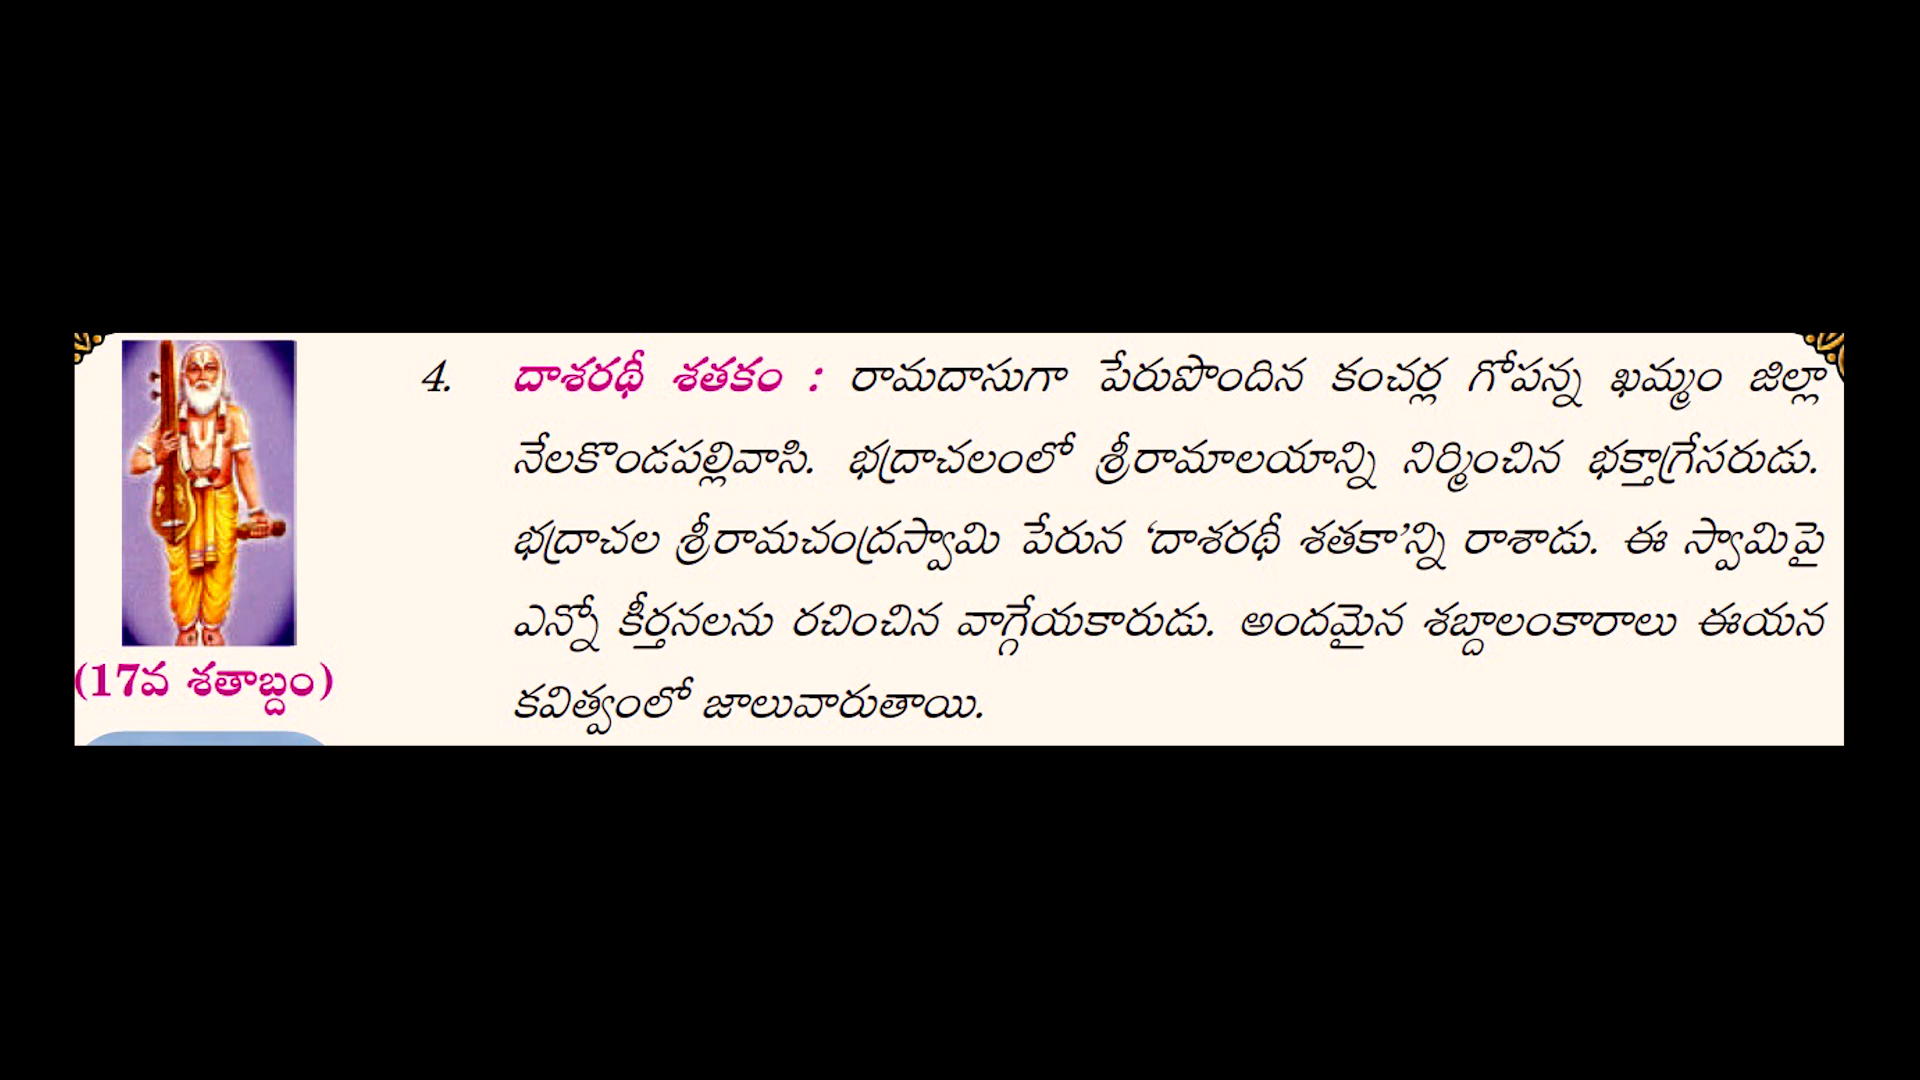 4. దాశరథీ శతకం : రామదాసుగా పేరుపొందిన కంచర్ల గోపన్న ఖమ్మం జిల్లా
నేలకొండపల్లివాసి. భద్రాచలంలో శ్రీరామాలయాన్ని నిర్మించిన భక్తాగ్రేసరుడు.
భద్రాచల శ్రీరామచంద్రస్వామి పేరున ‘దాశరథీ శతకా’న్ని రాశాడు. ఈ స్వామిపై
ఎన్నో కీర్తనలను రచించిన వాగ్గేయకారుడు. అందమైన శబ్దాలంకారాలు ఈయన
కవిత్వంలో జాలువారుతాయి.
(17వ శతాబ్దం)